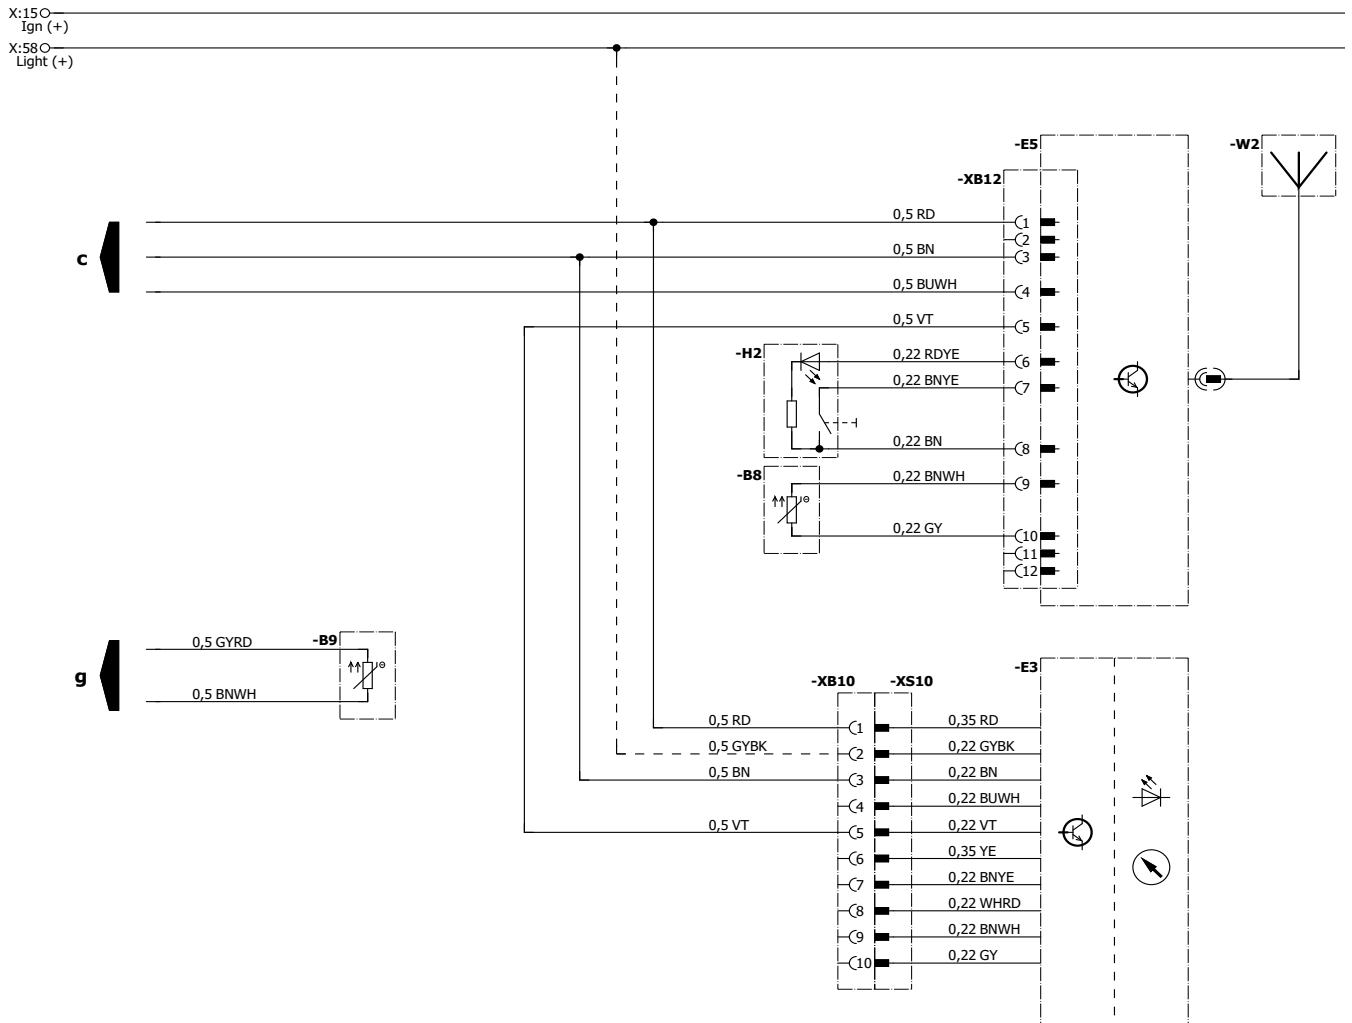 X:15
Ign (+)
X:58
Light (+)
-E5
-W2
-XB12
0,5 RD
1
2
c
0,5 BN
3
0,5 BUWH
4
0,5 VT
5
-H2
0,22 RDYE
6
0,22 BNYE
7
0,22 BN
8
-B8
0,22 BNWH
9
0,22 GY
10
11
12
0,5 GYRD
-B9
g
0,5 BNWH
-E3
-XB10
-XS10
0,5 RD
1
0,35 RD
0,5 GYBK
2
0,22 GYBK
0,5 BN
3
0,22 BN
4
0,22 BUWH
0,5 VT
5
0,22 VT
6
0,35 YE
7
0,22 BNYE
8
0,22 WHRD
9
0,22 BNWH
10
0,22 GY